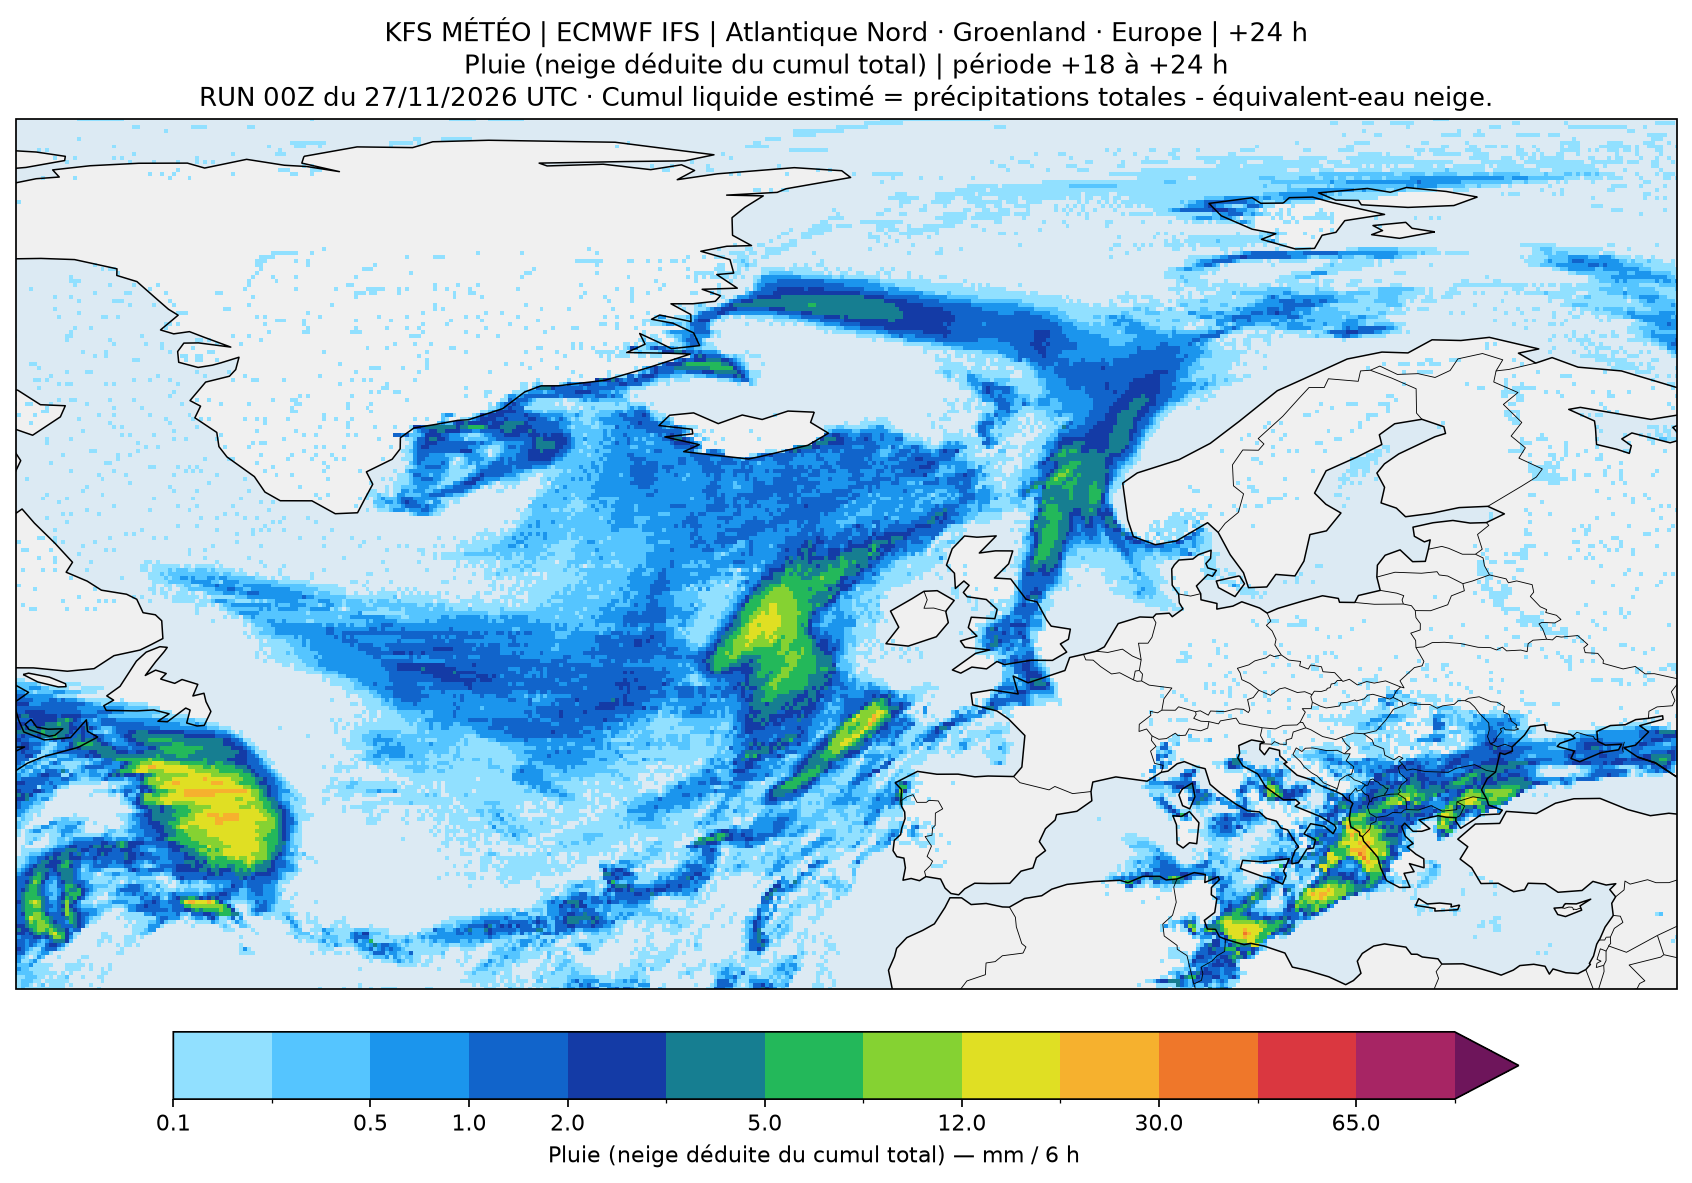 KFS MÉTÉO | ECMWF IFS | Atlantique Nord · Groenland · Europe | +24 h
Pluie (neige déduite du cumul total) | période +18 à +24 h
RUN 00Z du 27/11/2026 UTC · Cumul liquide estimé = précipitations totales - équivalent-eau neige.
0.1 0.5 1.0 2.0 5.0 12.0 30.0 65.0
Pluie (neige déduite du cumul total) — mm / 6 h